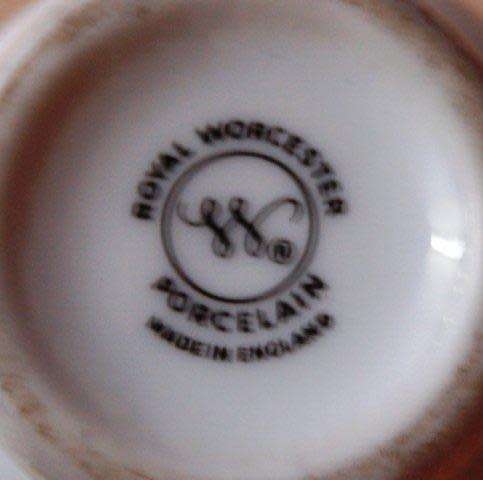 ROYAL WORCESTER
W®
PORCELAIN
MADE IN ENGLAND